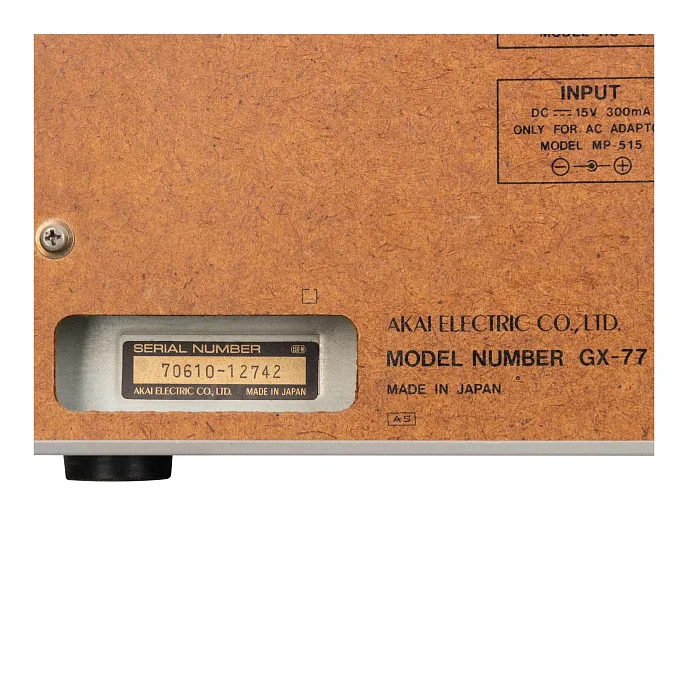 INPUT
DC ⎓ 15V 300mA
ONLY FOR AC ADAPTO
MODEL MP-515
AKAI ELECTRIC CO., LTD.
MODEL NUMBER GX-77
MADE IN JAPAN
AS
SERIAL NUMBER
70610-12742
AKAI ELECTRIC CO., LTD. MADE IN JAPAN